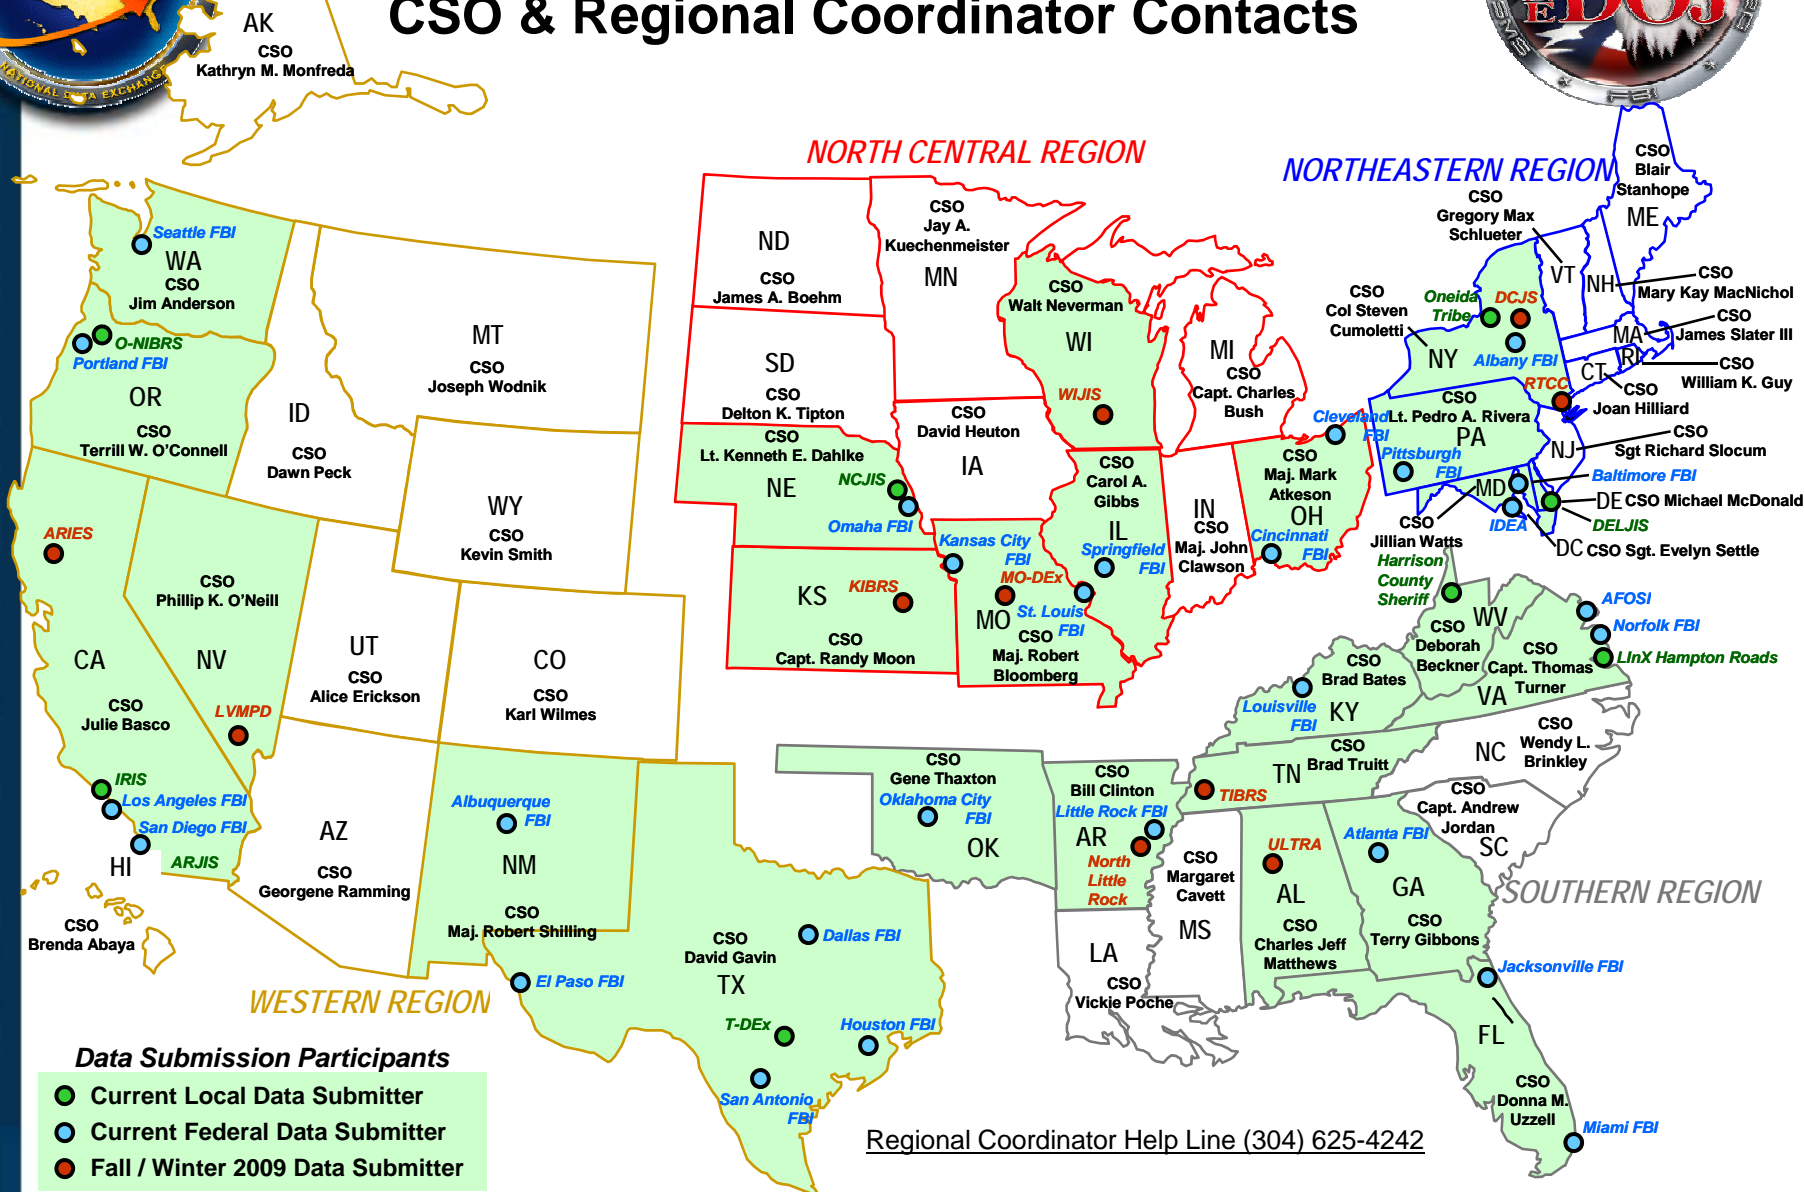 CSO & Regional Coordinator Contacts
NATIONAL DATA EXCHANGE
DOJ
FBI
AK
CSO
Kathryn M. Monfreda
NORTH CENTRAL REGION
NORTHEASTERN REGION
Seattle FBI
WA
CSO
Jim Anderson
O-NIBRS
Portland FBI
OR
CSO
Terrill W. O'Connell
MT
CSO
Joseph Wodnik
ID
CSO
Dawn Peck
WY
CSO
Kevin Smith
ARIES
CA
CSO
Julie Basco
IRIS
Los Angeles FBI
San Diego FBI
ARJIS
HI
CSO
Brenda Abaya
CSO
Phillip K. O'Neill
NV
LVMPD
UT
CSO
Alice Erickson
CO
CSO
Karl Wilmes
AZ
CSO
Georgene Ramming
Albuquerque
FBI
NM
CSO
Maj. Robert Shilling
WESTERN REGION
El Paso FBI
CSO
David Gavin
TX
Dallas FBI
T-DEx
Houston FBI
San Antonio
FBI
ND
CSO
James A. Boehm
SD
CSO
Delton K. Tipton
CSO
Lt. Kenneth E. Dahlke
NE
NCJIS
Omaha FBI
KS
KIBRS
CSO
Capt. Randy Moon
CSO
Jay A.
Kuechenmeister
MN
CSO
David Heuton
IA
Kansas City
FBI
MO-DEx
MO
St. Louis
FBI
CSO
Maj. Robert
Bloomberg
CSO
Walt Neverman
WI
WIJIS
CSO
Carol A.
Gibbs
IL
Springfield
FBI
MI
CSO
Capt. Charles
Bush
IN
CSO
Maj. John
Clawson
Cleveland
FBI
CSO
Maj. Mark
Atkeson
OH
Cincinnati
FBI
CSO
Blair
Stanhope
ME
CSO
Gregory Max
Schlueter
VT
NH
CSO
Mary Kay MacNichol
MA
CSO
James Slater III
RI
CSO
William K. Guy
CT
CSO
Joan Hilliard
CSO
Col Steven
Cumoletti
Oneida
Tribe
DCJS
NY
Albany FBI
RTCC
CSO
Lt. Pedro A. Rivera
PA
Pittsburgh
FBI
NJ
CSO
Sgt Richard Slocum
Baltimore FBI
MD
CSO
Jillian Watts
IDEA
DE CSO Michael McDonald
DELJIS
DC CSO Sgt. Evelyn Settle
Harrison
County
Sheriff
WV
CSO
Deborah
Beckner
AFOSI
Norfolk FBI
LInX Hampton Roads
CSO
Capt. Thomas
Turner
VA
CSO
Brad Bates
Louisville
FBI
KY
CSO
Brad Truitt
TN
TIBRS
NC
CSO
Wendy L.
Brinkley
CSO
Capt. Andrew
Jordan
SC
CSO
Gene Thaxton
Oklahoma City
FBI
OK
CSO
Bill Clinton
Little Rock FBI
AR
North
Little
Rock
CSO
Margaret
Cavett
MS
LA
CSO
Vickie Poche
ULTRA
AL
CSO
Charles Jeff
Matthews
Atlanta FBI
GA
CSO
Terry Gibbons
SOUTHERN REGION
Jacksonville FBI
FL
CSO
Donna M.
Uzzell
Miami FBI
Data Submission Participants
Current Local Data Submitter
Current Federal Data Submitter
Fall / Winter 2009 Data Submitter
Regional Coordinator Help Line (304) 625-4242